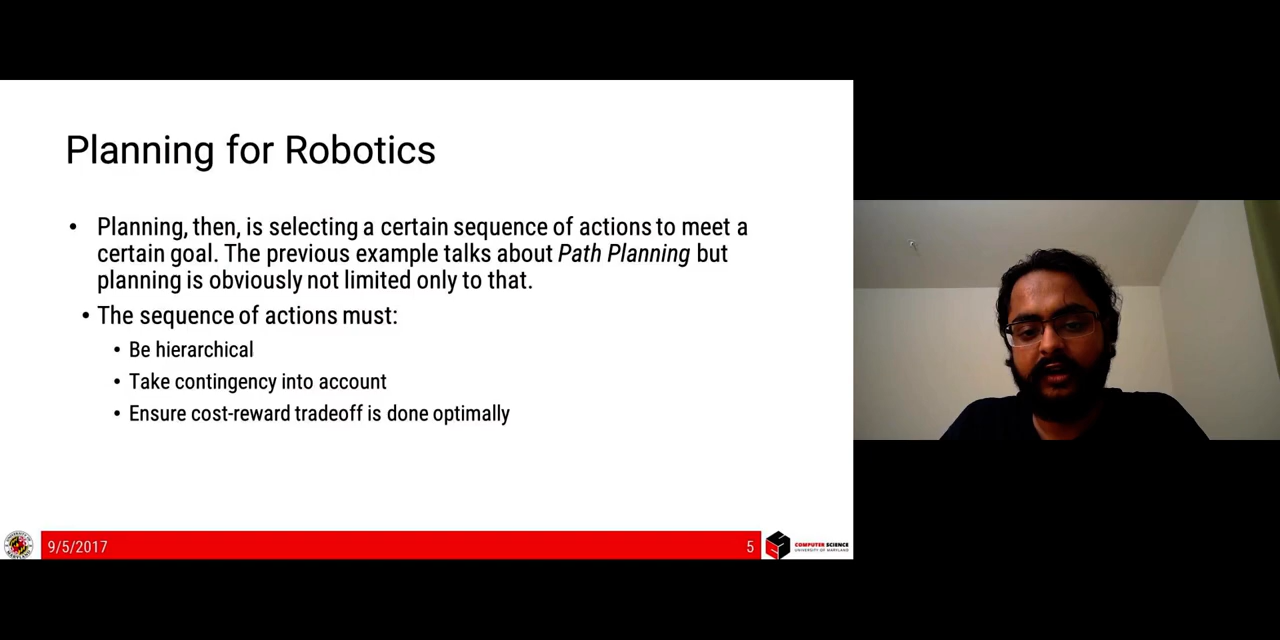 Planning for Robotics
• Planning, then, is selecting a certain sequence of actions to meet a
certain goal. The previous example talks about Path Planning but
planning is obviously not limited only to that.
• The sequence of actions must:
• Be hierarchical
• Take contingency into account
• Ensure cost-reward tradeoff is done optimally
9/5/2017
5
COMPUTER SCIENCE
UNIVERSITY OF MARYLAND